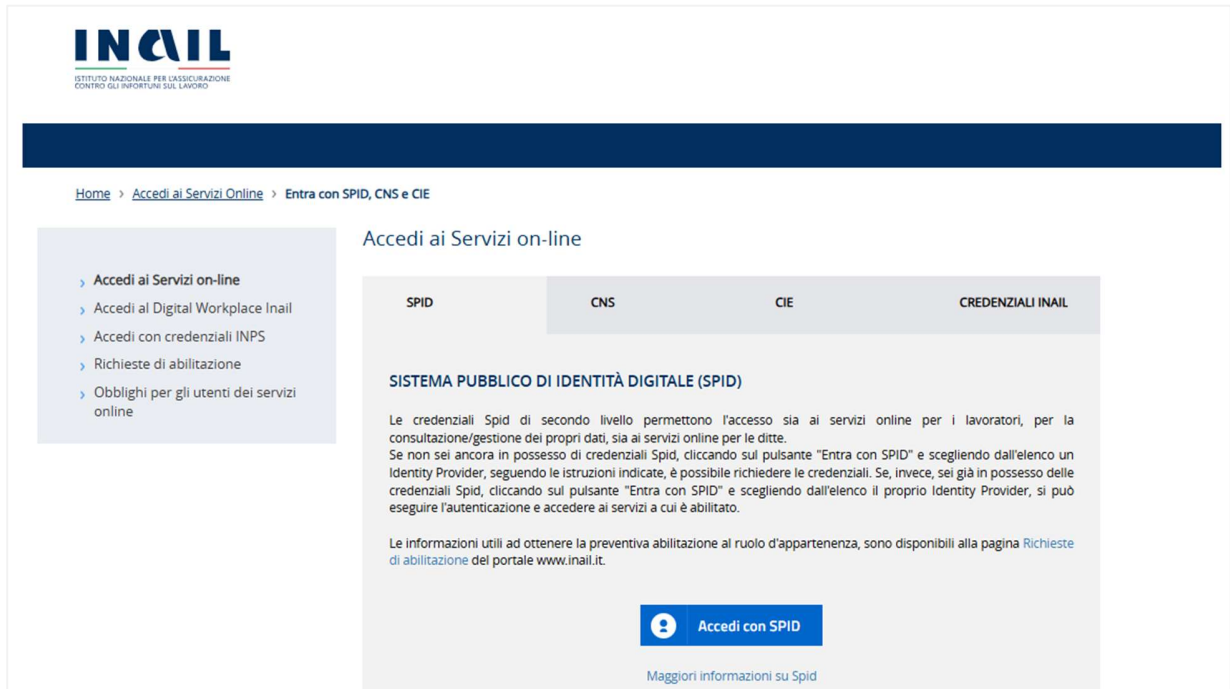 INAIL
ISTITUTO NAZIONALE PER L'ASSICURAZIONE
CONTRO GLI INFORTUNI SUL LAVORO
Home > Accedi ai Servizi Online > Entra con SPID, CNS e CIE
Accedi ai Servizi on-line
Accedi al Digital Workplace Inail
Accedi con credenziali INPS
Richieste di abilitazione
Obblighi per gli utenti dei servizi
online
Accedi ai Servizi on-line
SPID CNS CIE CREDENZIALI INAIL
SISTEMA PUBBLICO DI IDENTITÀ DIGITALE (SPID)
Le credenziali Spid di secondo livello permettono l'accesso sia ai servizi online per i lavoratori, per la
consultazione/gestione dei propri dati, sia ai servizi online per le ditte.
Se non sei ancora in possesso di credenziali Spid, cliccando sul pulsante "Entra con SPID" e scegliendo dall'elenco un
Identity Provider, seguendo le istruzioni indicate, è possibile richiedere le credenziali. Se, invece, sei già in possesso delle
credenziali Spid, cliccando sul pulsante "Entra con SPID" e scegliendo dall'elenco il proprio Identity Provider, si può
eseguire l'autenticazione e accedere ai servizi a cui è abilitato.
Le informazioni utili ad ottenere la preventiva abilitazione al ruolo d'appartenenza, sono disponibili alla pagina Richieste
di abilitazione del portale www.inail.it.
Accedi con SPID
Maggiori informazioni su Spid